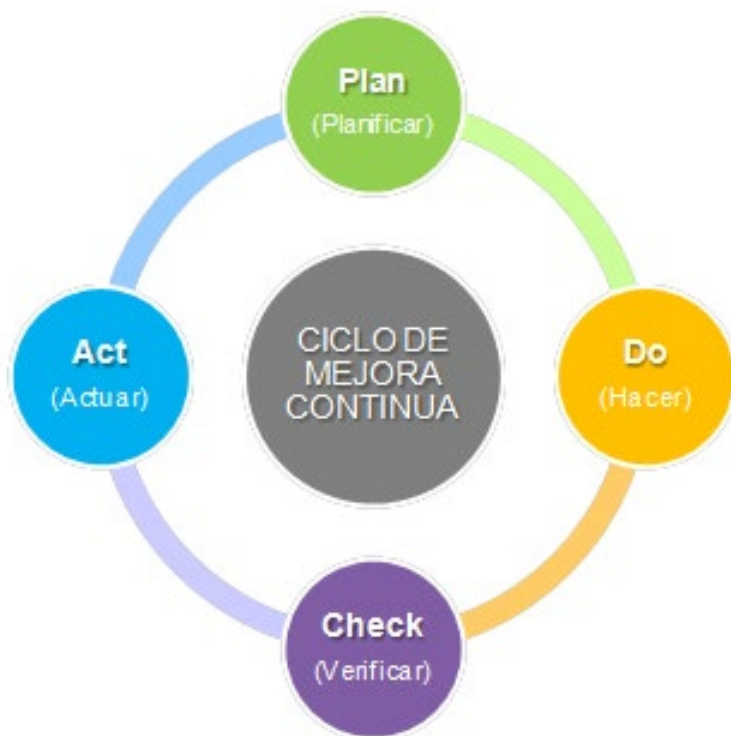 Plan
(Planificar)
Act
(Actuar)
CICLO DE
MEJORA
CONTINUA
Do
(Hacer)
Check
(Verificar)